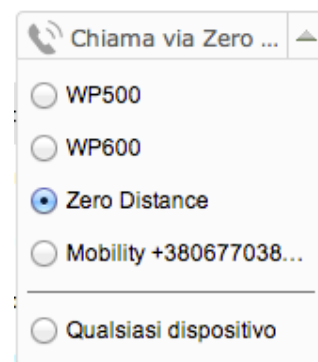 Chiama via Zero ...
WP500
WP600
Zero Distance
Mobility +380677038...
Qualsiasi dispositivo